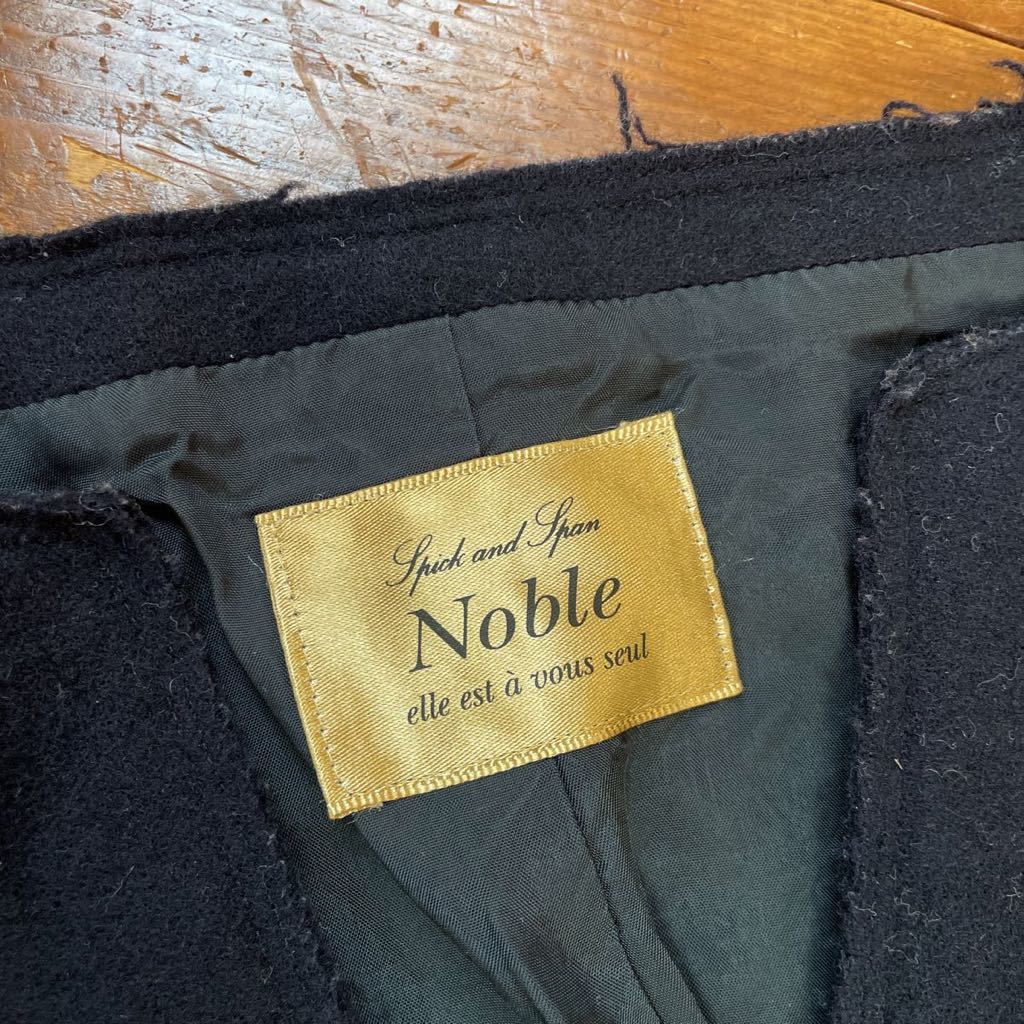 Spick and Span
Noble
elle est à vous seul